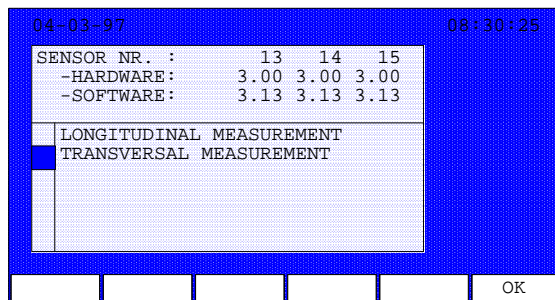 04-03-97 08:30:25
SENSOR NR. : 13 14 15
-HARDWARE: 3.00 3.00 3.00
-SOFTWARE: 3.13 3.13 3.13
LONGITUDINAL MEASUREMENT
TRANSVERSAL MEASUREMENT
OK